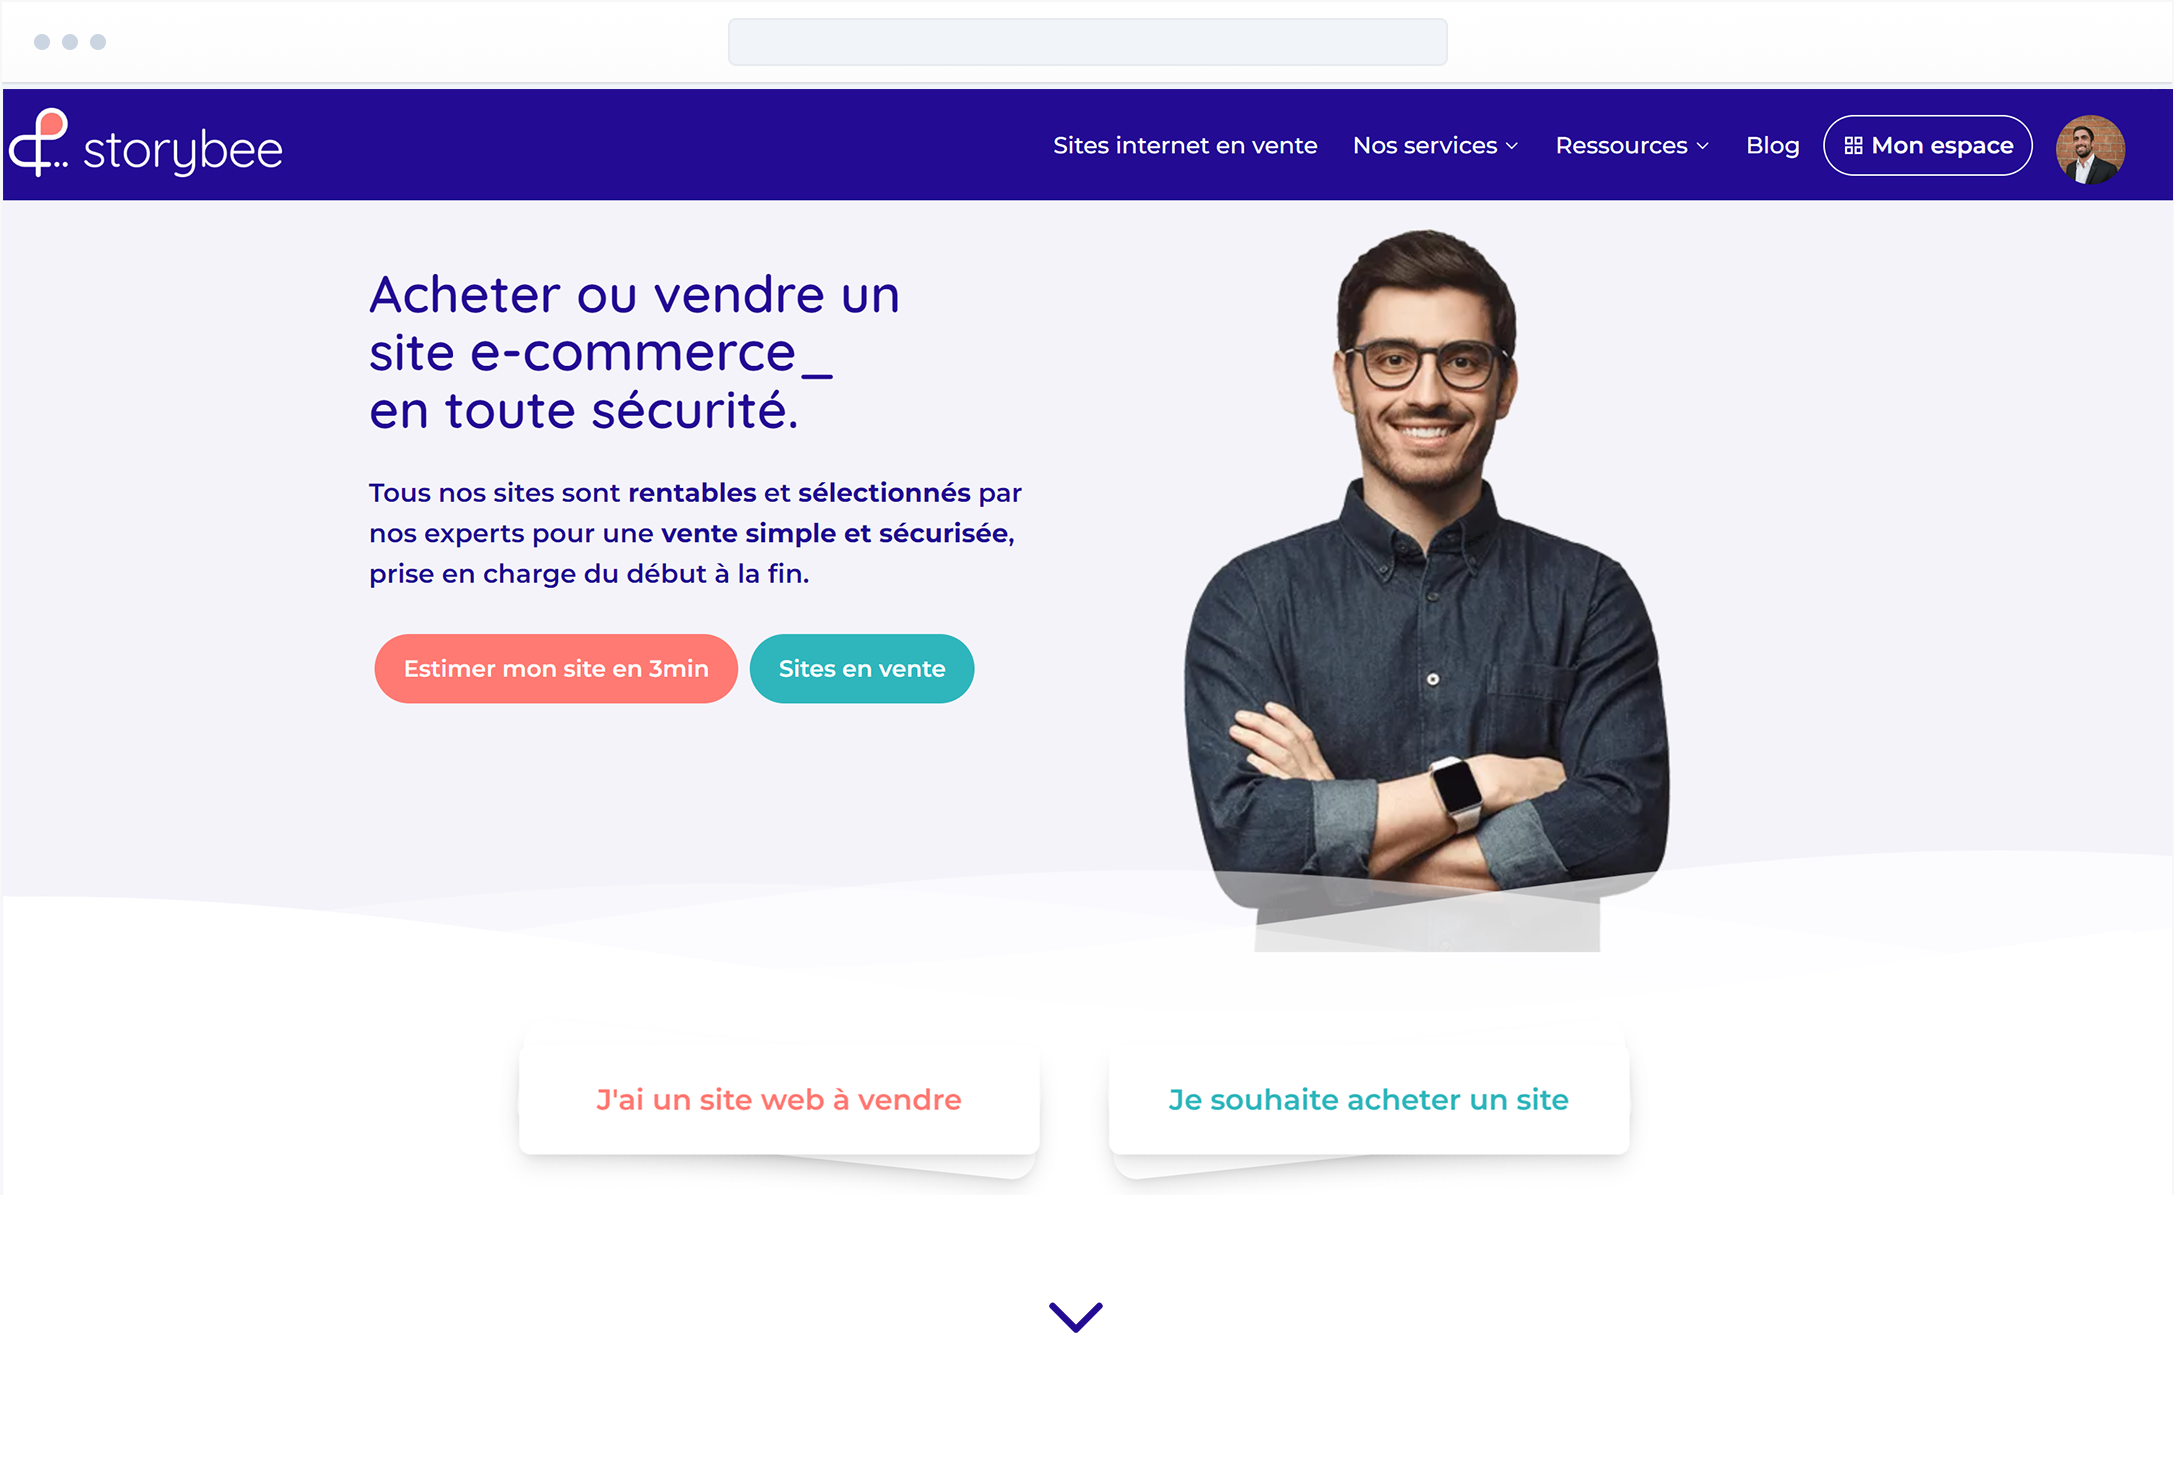 storybee
Sites internet en vente
Nos services
Ressources
Blog
Mon espace
Acheter ou vendre un
site e-commerce_
en toute sécurité.
Tous nos sites sont rentables et sélectionnés par
nos experts pour une vente simple et sécurisée,
prise en charge du début à la fin.
Estimer mon site en 3min
Sites en vente
J'ai un site web à vendre
Je souhaite acheter un site